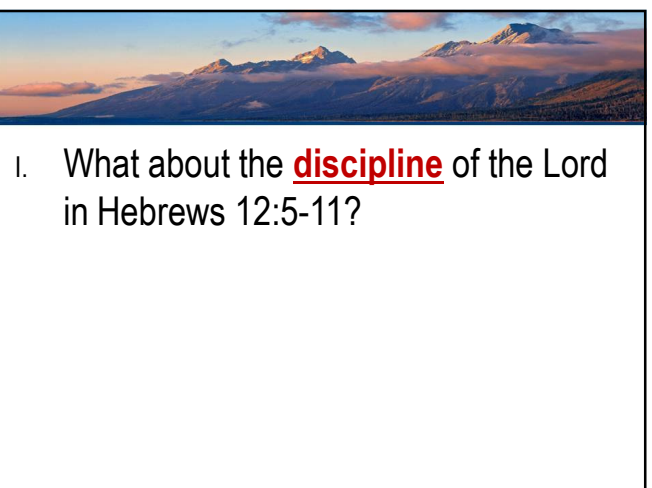 I. What about the discipline of the Lord
in Hebrews 12:5-11?